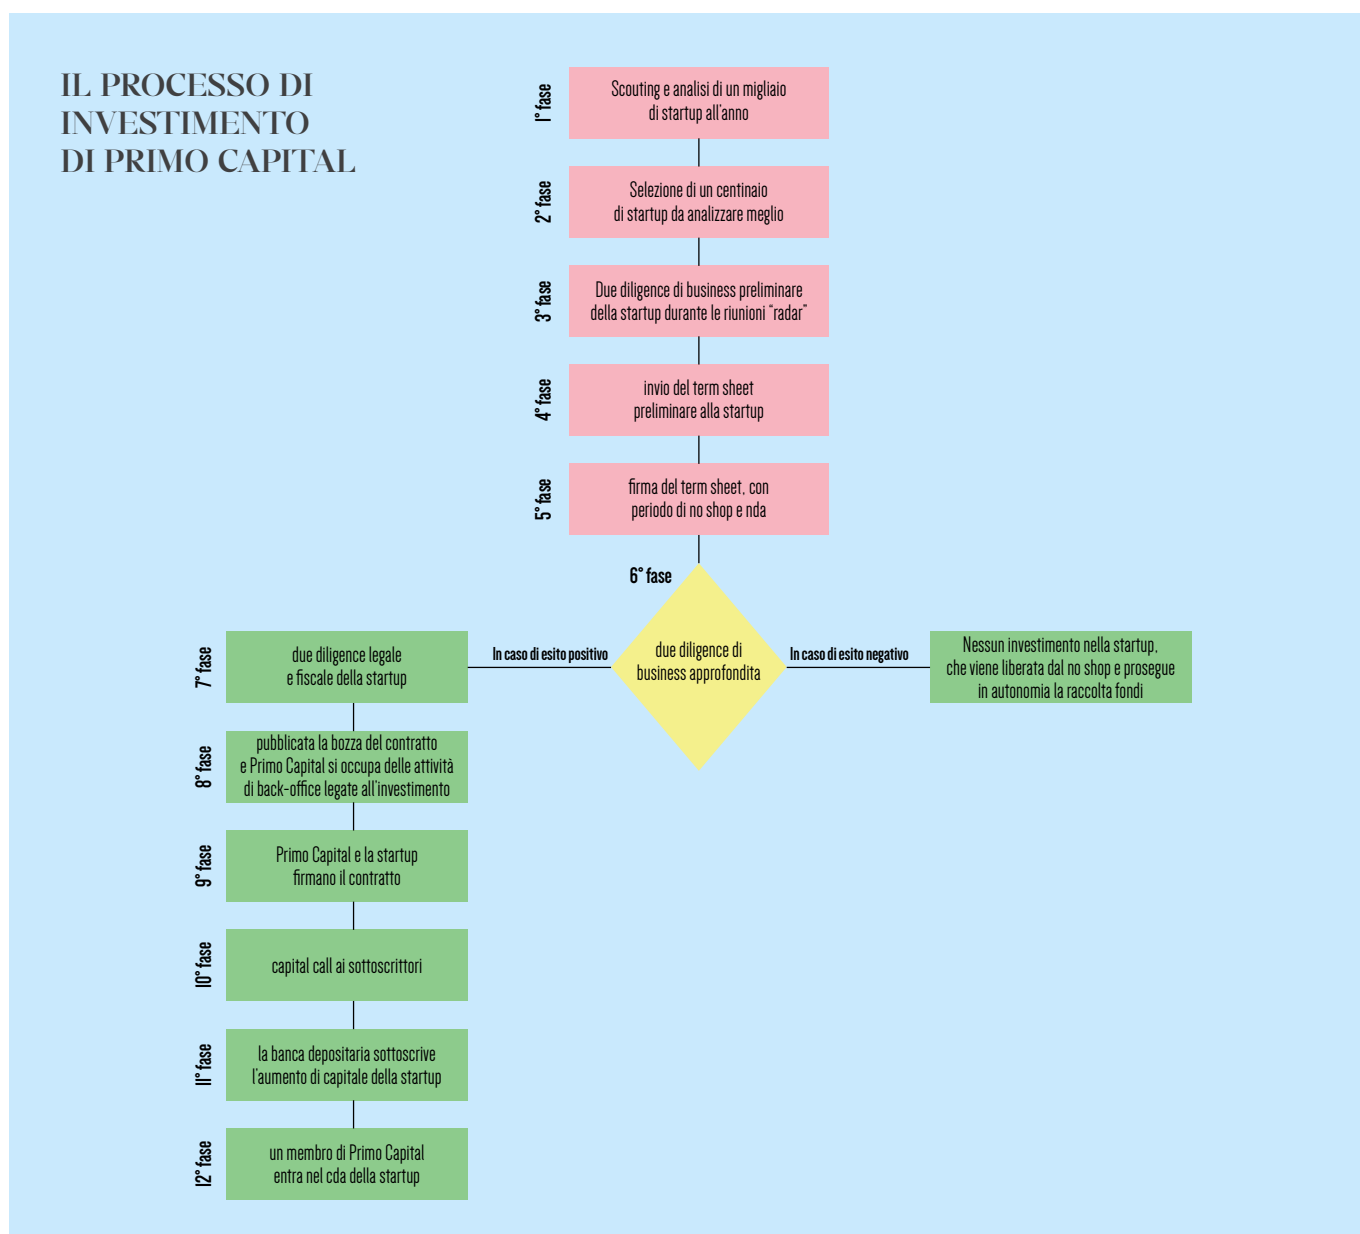 IL PROCESSO DI
INVESTIMENTO
DI PRIMO CAPITAL
1° fase
Scouting e analisi di un migliaio
di startup all'anno
2° fase
Selezione di un centinaio
di startup da analizzare meglio
3° fase
Due diligence di business preliminare
della startup durante le riunioni “radar”
4° fase
invio del term sheet
preliminare alla startup
5° fase
firma del term sheet, con
periodo di no shop e nda
6° fase
due diligence di
business approfondita
In caso di esito positivo
In caso di esito negativo
Nessun investimento nella startup,
che viene liberata dal no shop e prosegue
in autonomia la raccolta fondi
7° fase
due diligence legale
e fiscale della startup
8° fase
pubblicata la bozza del contratto
e Primo Capital si occupa delle attività
di back-office legate all'investimento
9° fase
Primo Capital e la startup
firmano il contratto
10° fase
capital call ai sottoscrittori
11° fase
la banca depositaria sottoscrive
l'aumento di capitale della startup
12° fase
un membro di Primo Capital
entra nel cda della startup